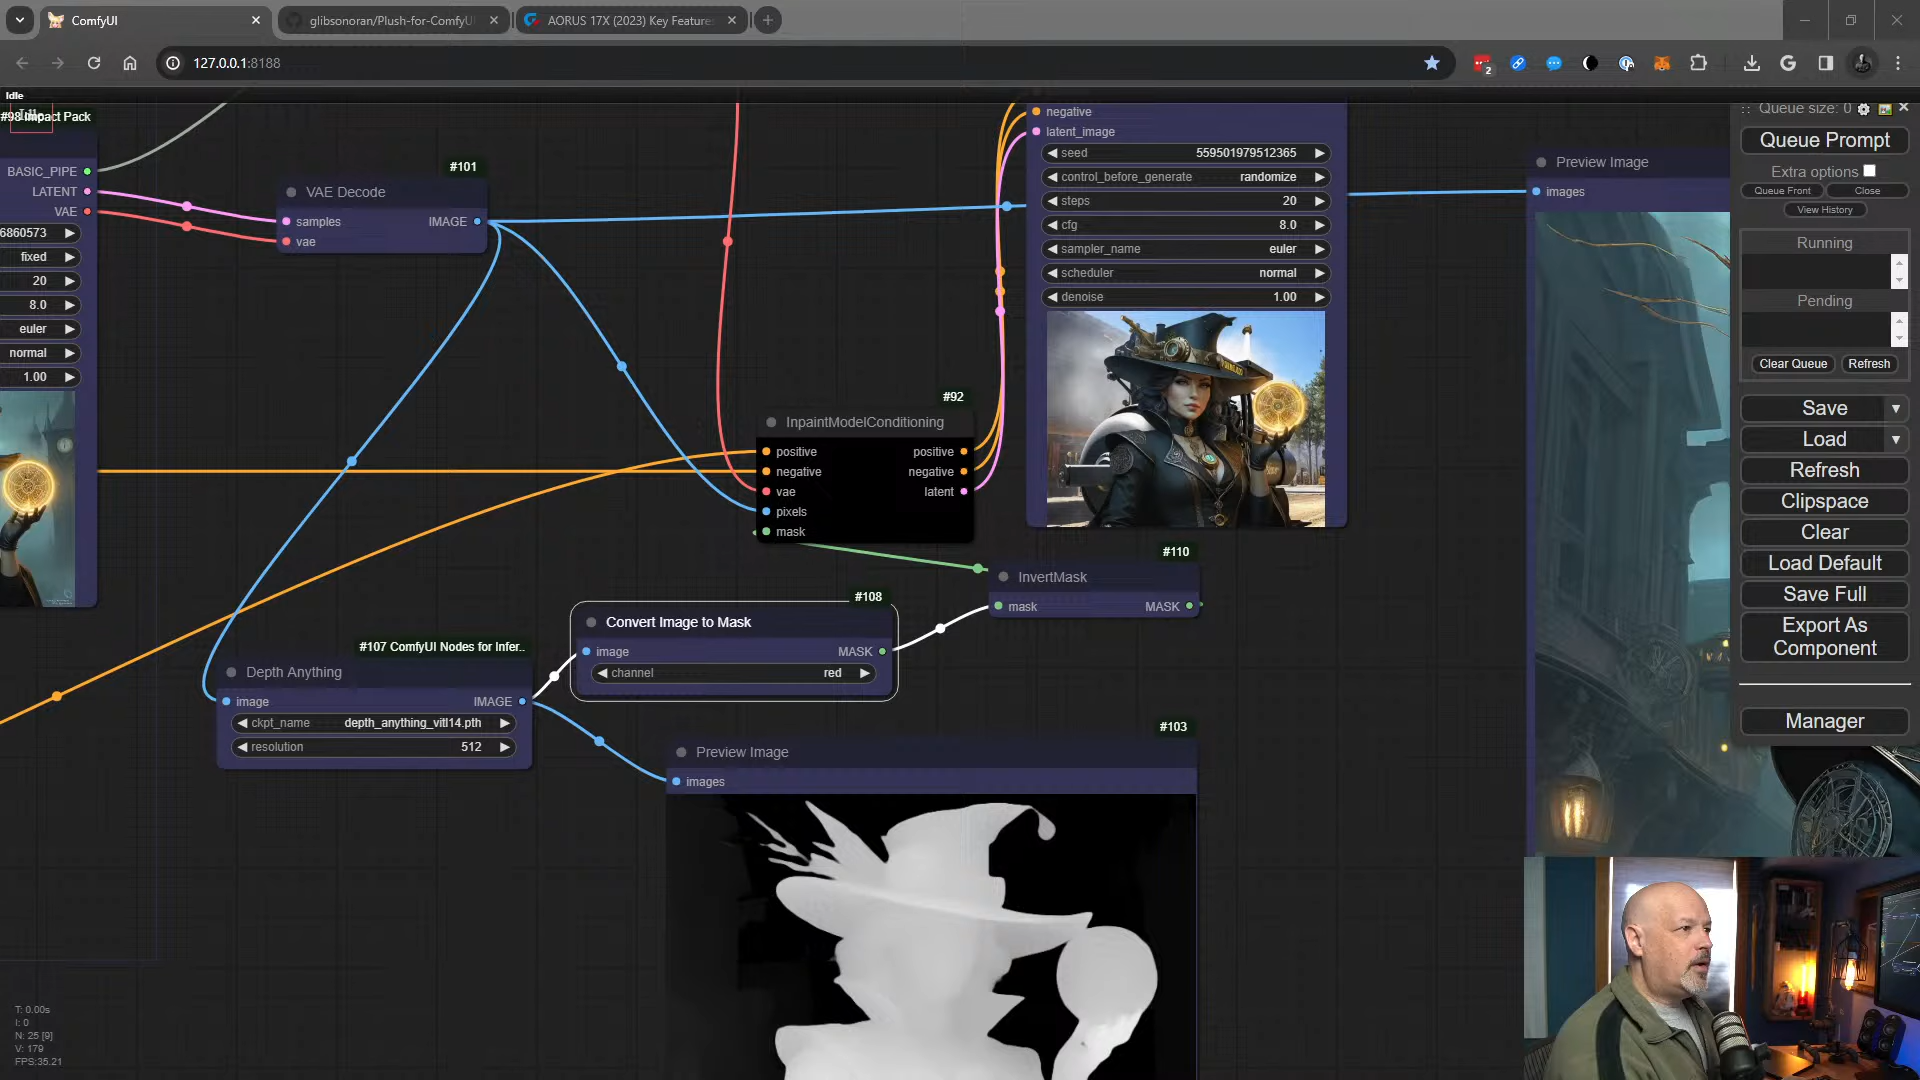 ComfyUI
glibsonoran/Plush-for-ComfyUI
AORUS 17X (2023) Key Feature
127.0.0.1:8188
2
Idle
#98 Impact Pack
BASIC_PIPE
LATENT
VAE
6860573
fixed
20
8.0
euler
normal
1.00
#101
VAE Decode
samples
IMAGE
vae
negative
latent_image
seed
559501979512365
control_before_generate
randomize
steps
20
cfg
8.0
sampler_name
euler
scheduler
normal
denoise
1.00
#92
InpaintModelConditioning
positive
positive
negative
negative
vae
latent
pixels
mask
#110
InvertMask
mask
MASK
#108
Convert Image to Mask
image
MASK
channel
red
#107 ComfyUI Nodes for Infer..
Depth Anything
image
IMAGE
ckpt_name
depth_anything_vitl14.pth
resolution
512
#103
Preview Image
images
Preview Image
images
Queue size: 0
Queue Prompt
Extra options
Queue Front
Close
View History
Running
Pending
Clear Queue
Refresh
Save
Load
Refresh
Clipspace
Clear
Load Default
Save Full
Export As
Component
Manager
T: 0.00s
I: 0
N: 25 [9]
V: 179
FPS:35.21